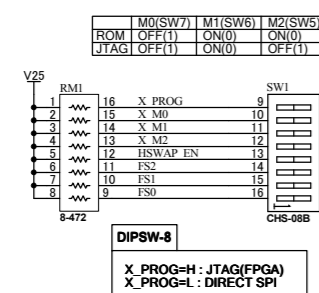 M0(SW7) M1(SW6) M2(SW5)
ROM OFF(1) ON(0) ON(0)
JTAG OFF(1) ON(0) OFF(1)
V25
RM1 SW1
1 16 X_PROG 9
2 15 X_M0 10
3 14 X_M1 11
4 13 X_M2 12
5 12 HSWAP_EN 13
6 11 FS2 14
7 10 FS1 15
8 9 FS0 16
8-472 CHS-08B
DIPSW-8
X_PROG=H : JTAG(FPGA)
X_PROG=L : DIRECT SPI